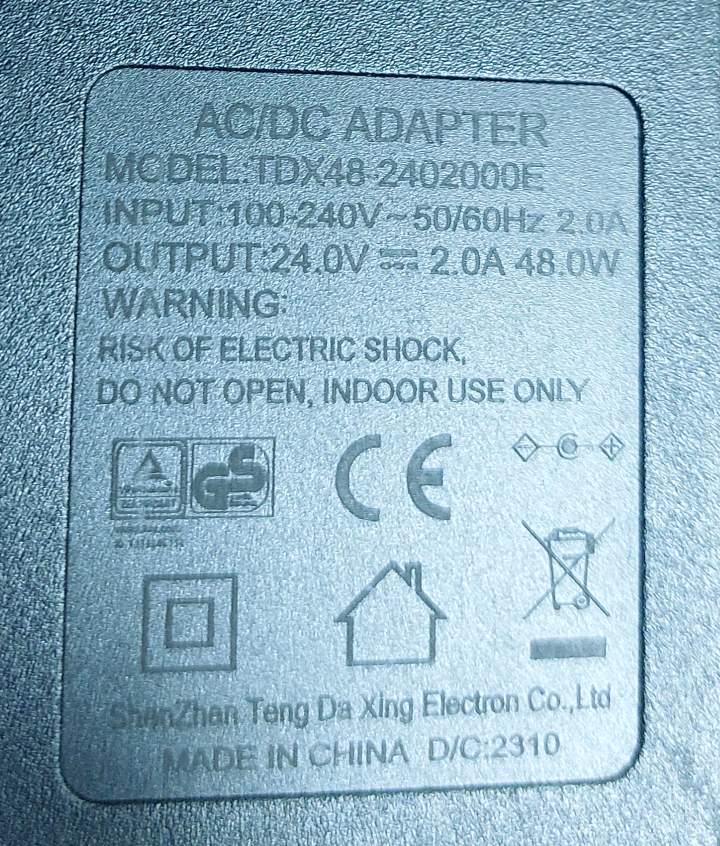 AC/DC ADAPTER
MODEL:TDX48-2402000E
INPUT:100-240V~50/60Hz 2.0A
OUTPUT:24.0V ⎓ 2.0A 48.0W
WARNING:
RISK OF ELECTRIC SHOCK,
DO NOT OPEN, INDOOR USE ONLY
GS CE
ShenZhen Teng Da Xing Electron Co.,Ltd
MADE IN CHINA D/C:2310